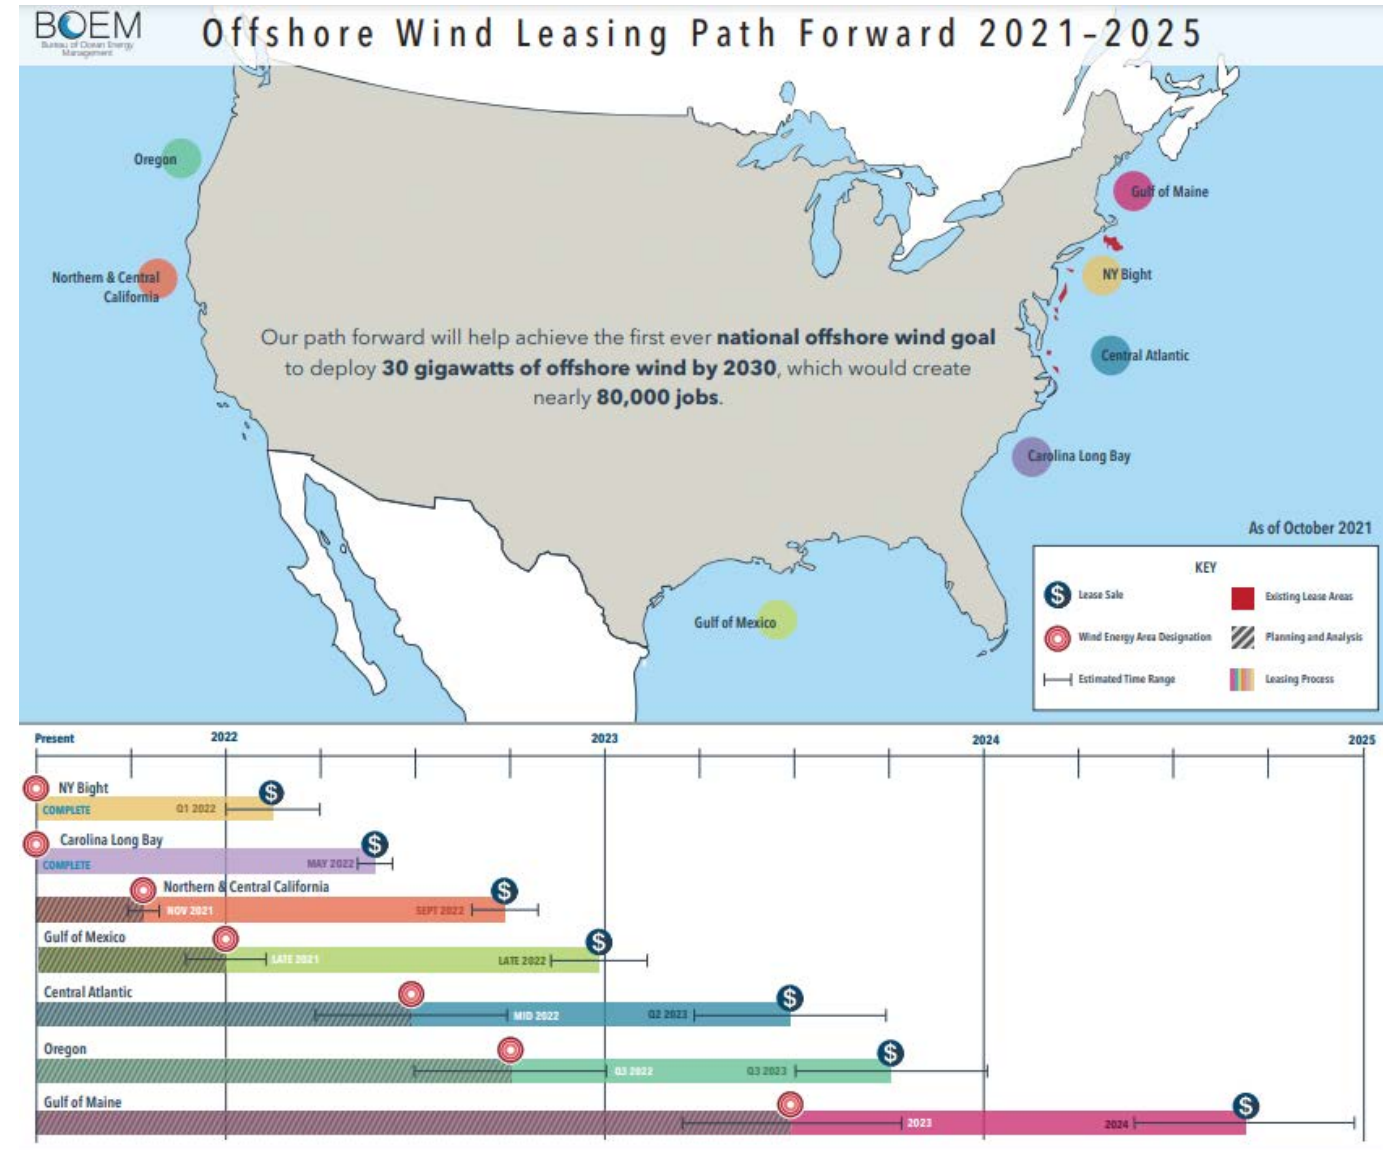 BOEM
Bureau of Ocean Energy
Management
Offshore Wind Leasing Path Forward 2021–2025
Oregon
Gulf of Maine
Northern & Central
California
NY Bight
Our path forward will help achieve the first ever national offshore wind goal
to deploy 30 gigawatts of offshore wind by 2030, which would create
nearly 80,000 jobs.
Central Atlantic
Carolina Long Bay
Gulf of Mexico
As of October 2021
KEY
$ Lease Sale
Existing Lease Areas
Wind Energy Area Designation
Planning and Analysis
Estimated Time Range
Leasing Process
Present 2022 2023 2024 2025
NY Bight $
COMPLETE Q1 2022
Carolina Long Bay $
COMPLETE MAY 2022
Northern & Central California $
NOV 2021 SEPT 2022
Gulf of Mexico $
LATE 2021 LATE 2022
Central Atlantic $
MID 2022 Q2 2023
Oregon $
Q3 2022 Q3 2023
Gulf of Maine $
2023 2024